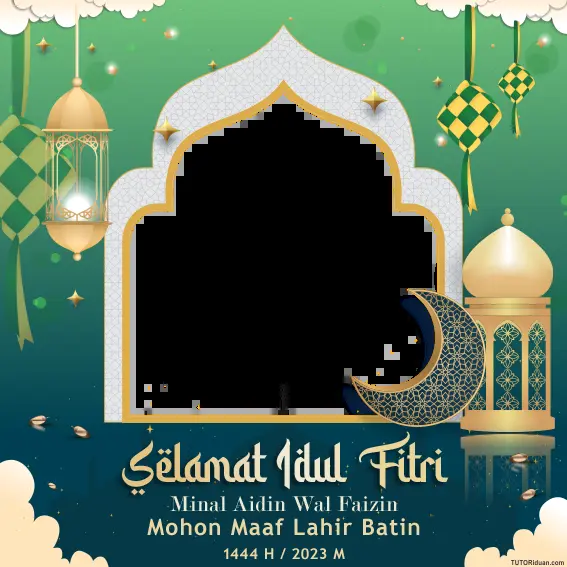 Selamat Idul Fitri
Minal Aidin Wal Faizin
Mohon Maaf Lahir Batin
1444 H / 2023 M
TUTORiduan.com